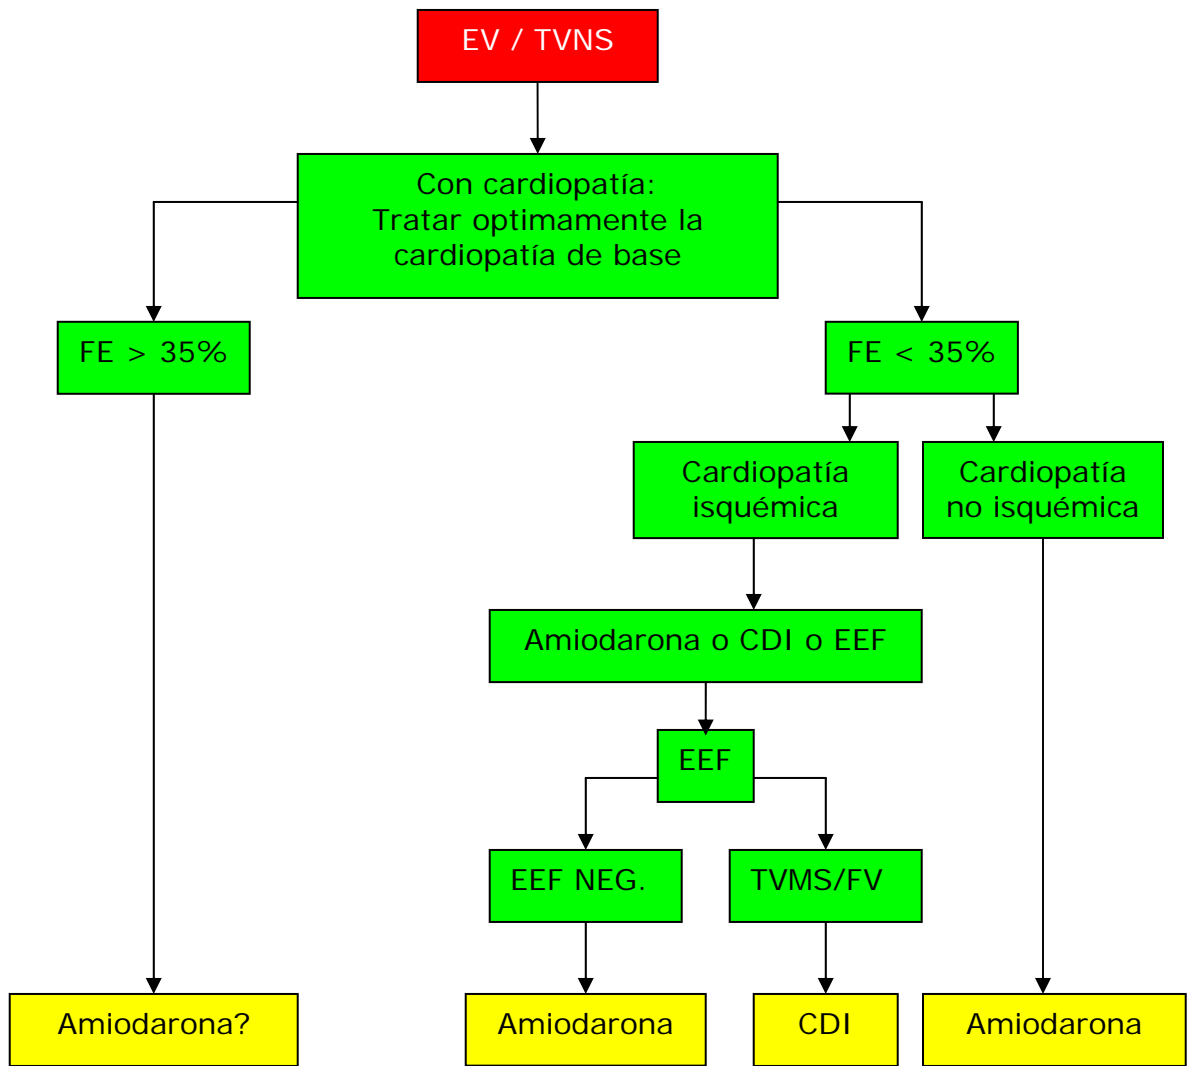 EV / TVNS
Con cardiopatía:
Tratar optimamente la
cardiopatía de base
FE > 35%
FE < 35%
Cardiopatía
isquémica
Cardiopatía
no isquémica
Amiodarona o CDI o EEF
EEF
EEF NEG.
TVMS/FV
Amiodarona?
Amiodarona
CDI
Amiodarona